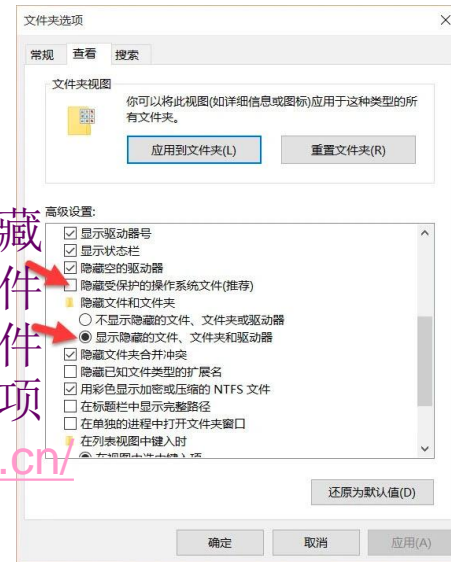 文件夹选项
常规 查看 搜索
文件夹视图
你可以将此视图(如详细信息或图标)应用于这种类型的所
有文件夹。
应用到文件夹(L) 重置文件夹(R)
高级设置:
显示驱动器号
显示状态栏
隐藏空的驱动器
隐藏受保护的操作系统文件(推荐)
隐藏文件和文件夹
不显示隐藏的文件、文件夹或驱动器
显示隐藏的文件、文件夹和驱动器
隐藏文件夹合并冲突
隐藏已知文件类型的扩展名
用彩色显示加密或压缩的 NTFS 文件
在标题栏中显示完整路径
在单独的进程中打开文件夹窗口
在列表视图中键入时
在视图中选中键入项
还原为默认值(D)
确定 取消 应用(A)
藏
件
件
项
.cn/